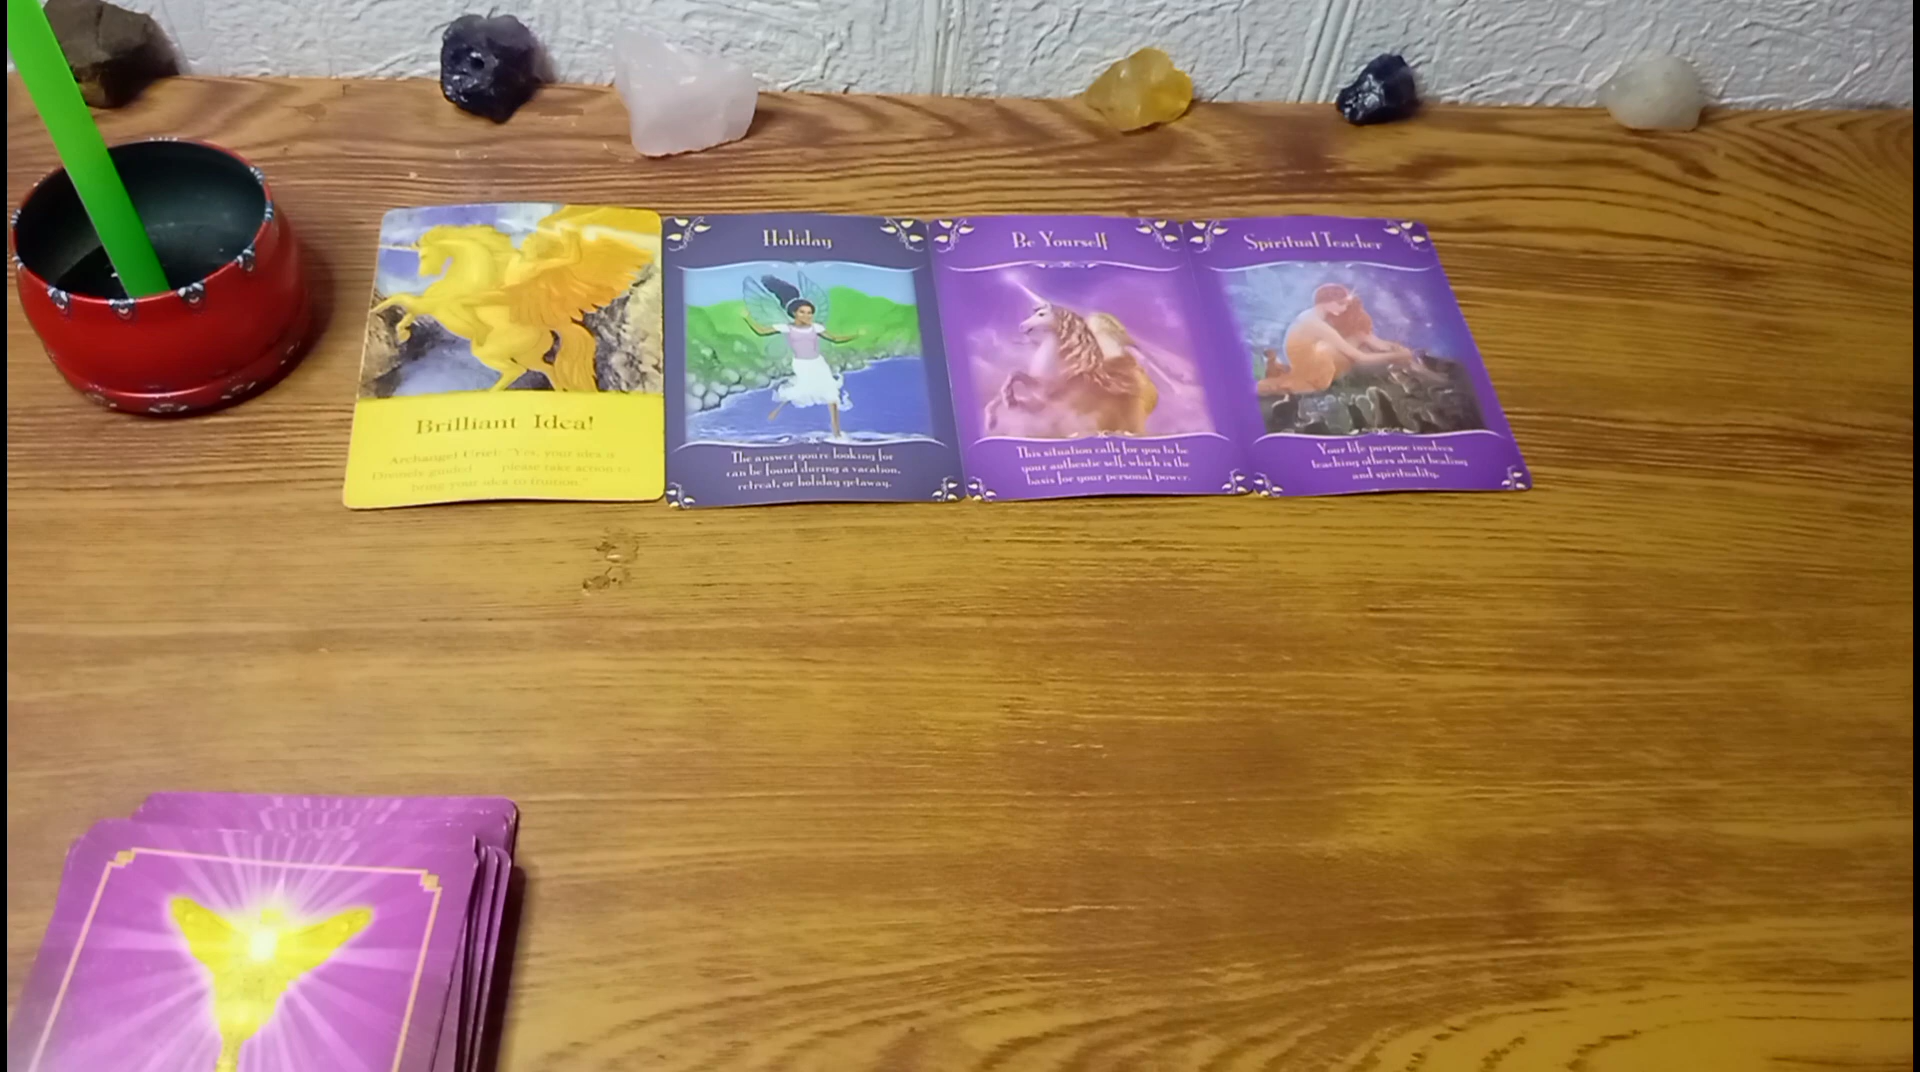 Brilliant Idea!
Archangel Uriel: "Yes, your idea is
Divinely guided please take action to
bring your idea to fruition."
Holiday
The answer you're looking for
can be found during a vacation,
retreat, or holiday getaway.
Be Yourself
This situation calls for you to be
your authentic self, which is the
basis for your personal power.
Spiritual Teacher
Your life purpose involves
teaching others about healing
and spirituality.